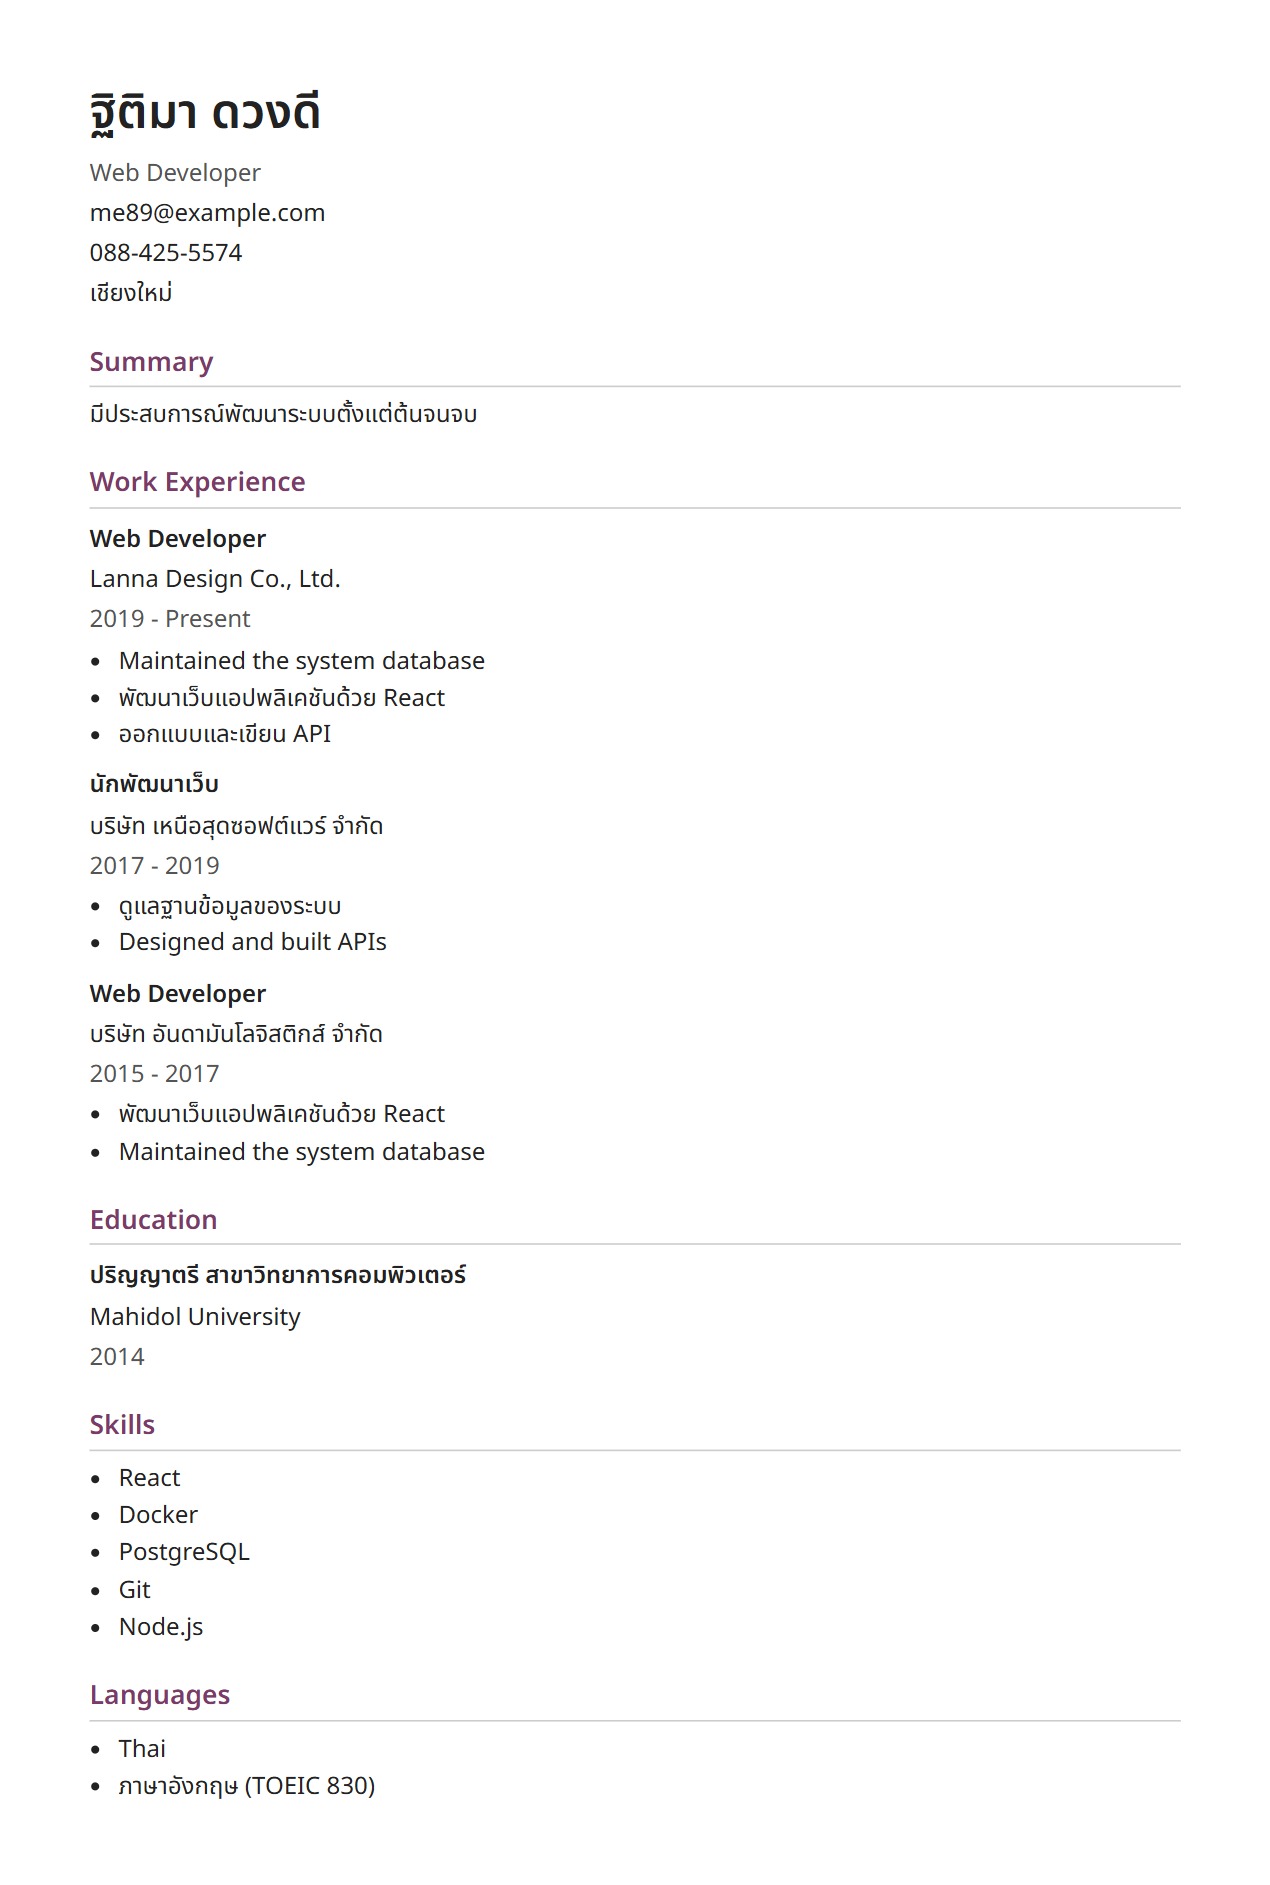 ฐิติมา ดวงดี
Web Developer
me89@example.com
088-425-5574
เชียงใหม่
Summary
มีประสบการณ์พัฒนาระบบตั้งแต่ต้นจนจบ
Work Experience
Web Developer
Lanna Design Co., Ltd.
2019 - Present
• Maintained the system database
• พัฒนาเว็บแอปพลิเคชันด้วย React
• ออกแบบและเขียน API
นักพัฒนาเว็บ
บริษัท เหนือสุดซอฟต์แวร์ จำกัด
2017 - 2019
• ดูแลฐานข้อมูลของระบบ
• Designed and built APIs
Web Developer
บริษัท อันดามันโลจิสติกส์ จำกัด
2015 - 2017
• พัฒนาเว็บแอปพลิเคชันด้วย React
• Maintained the system database
Education
ปริญญาตรี สาขาวิทยาการคอมพิวเตอร์
Mahidol University
2014
Skills
• React
• Docker
• PostgreSQL
• Git
• Node.js
Languages
• Thai
• ภาษาอังกฤษ (TOEIC 830)